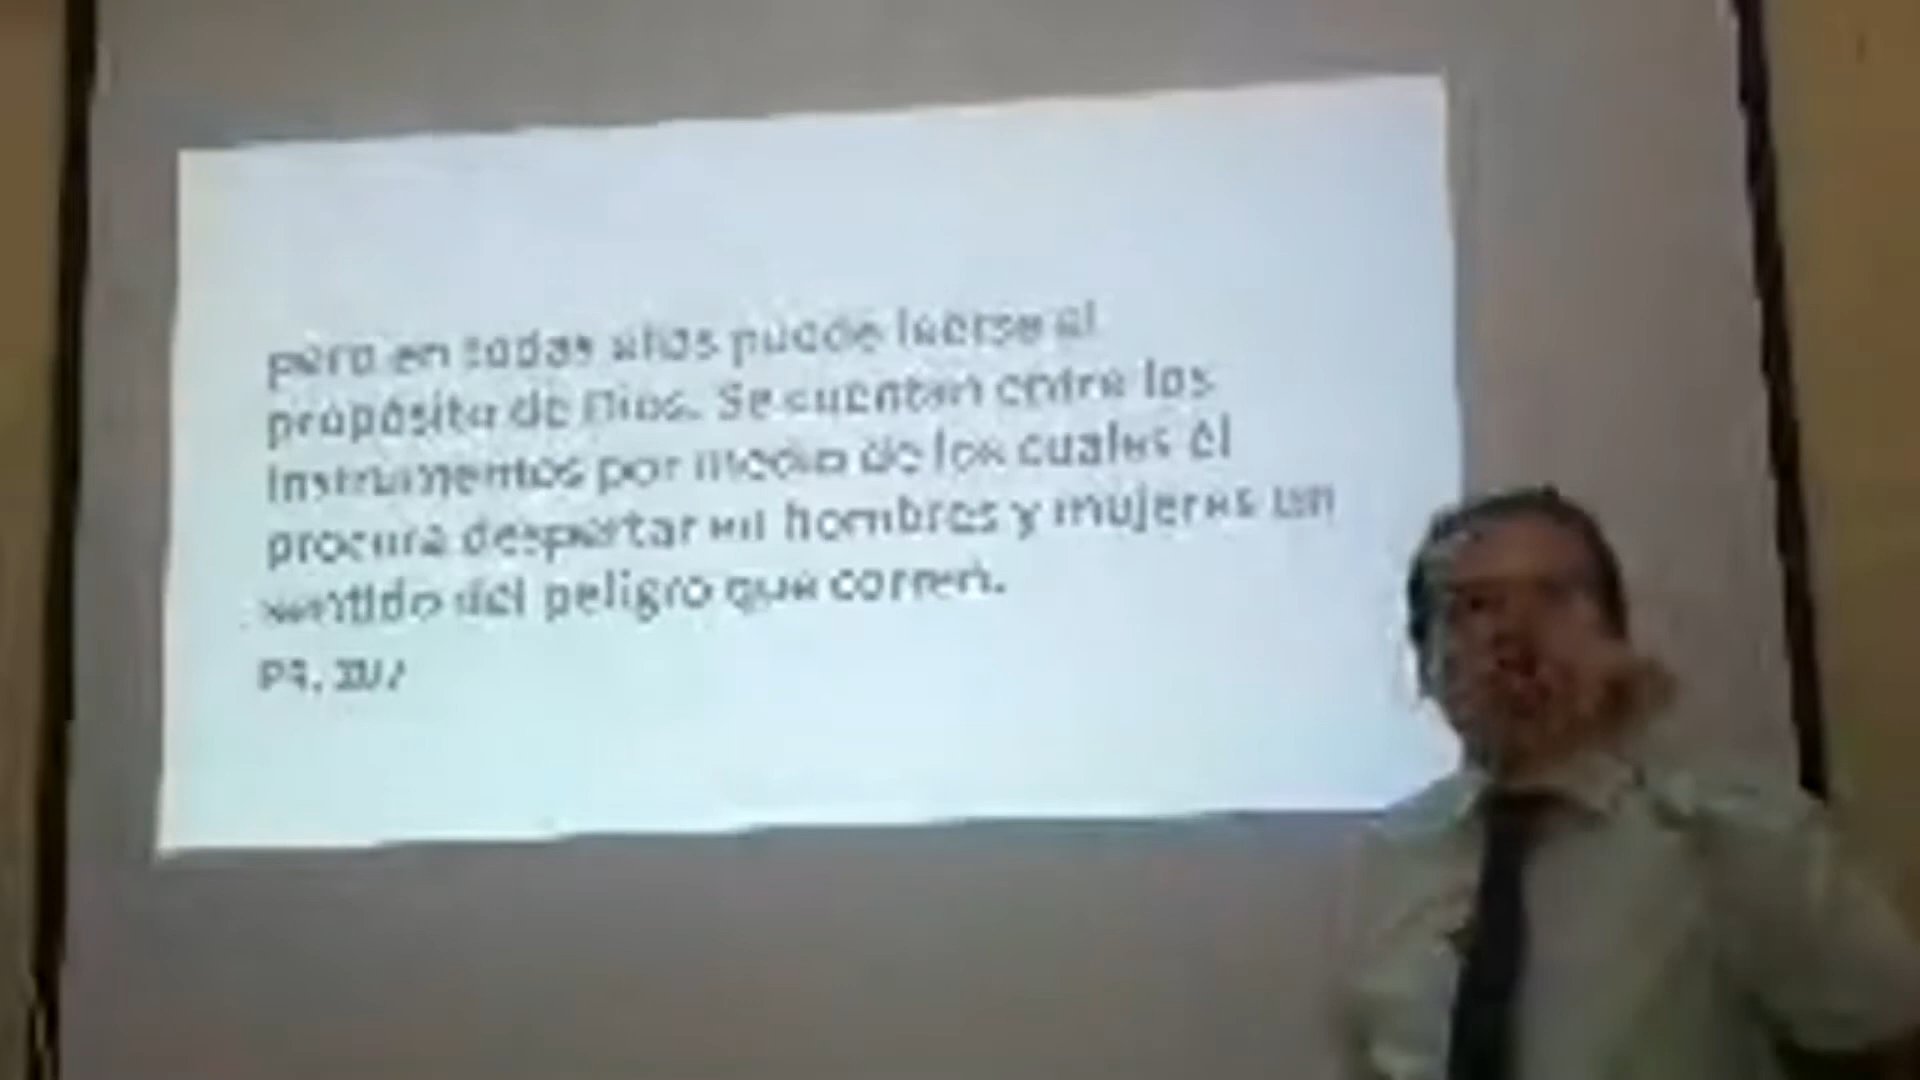 pero en todas ellas puede leerse el
propósito de Dios. Se cuentan entre los
instrumentos por medio de los cuales él
procura despertar en hombres y mujeres un
sentido del peligro que corren.